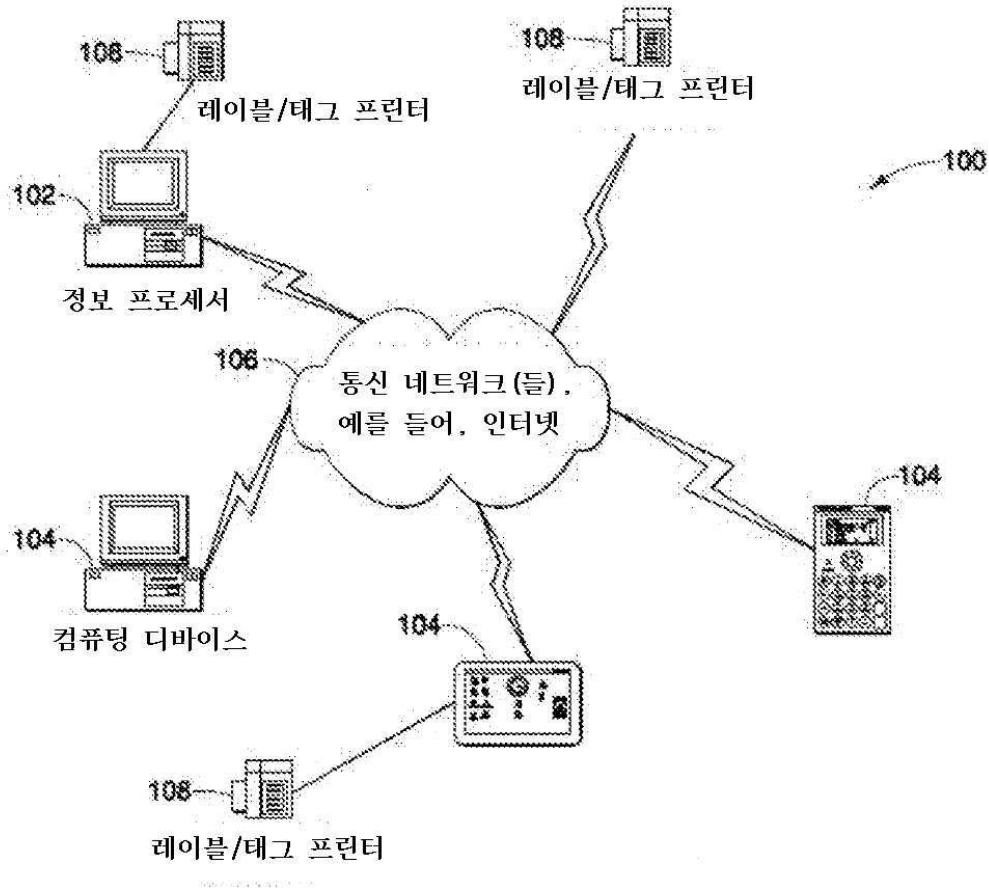 108
레이블/태그 프린터
108
레이블/태그 프린터
100
102
정보 프로세서
106
통신 네트워크(들),
예를 들어, 인터넷
104
104
컴퓨팅 디바이스
104
108
레이블/태그 프린터